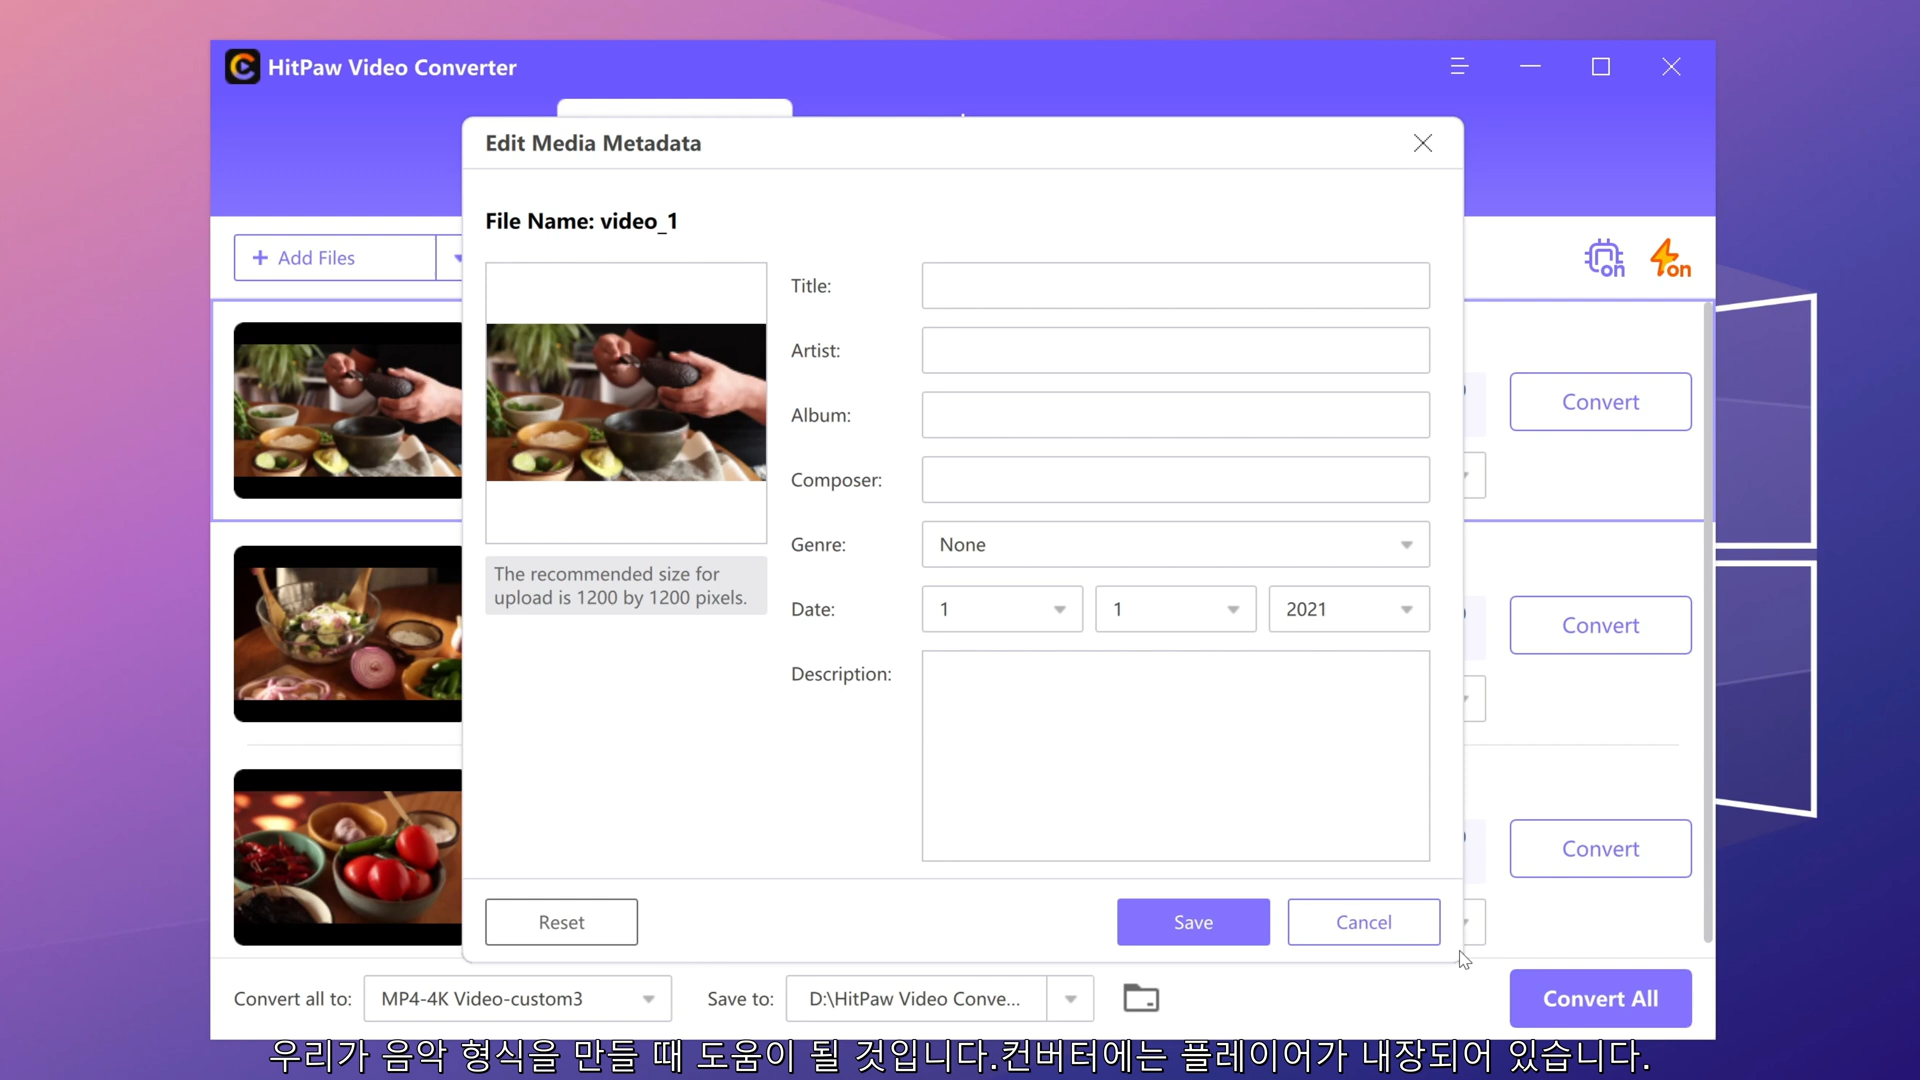 HitPaw Video Converter
Edit Media Metadata
File Name: video_1
+ Add Files
on
on
Title:
Artist:
Album:
Composer:
Genre:
None
Date:
1
1
2021
Description:
The recommended size for
upload is 1200 by 1200 pixels.
Convert
Convert
Convert
Reset
Save
Cancel
Convert all to:
MP4-4K Video-custom3
Save to:
D:\HitPaw Video Conve...
Convert All
우리가 음악 형식을 만들 때 도움이 될 것입니다.컨버터에는 플레이어가 내장되어 있습니다.